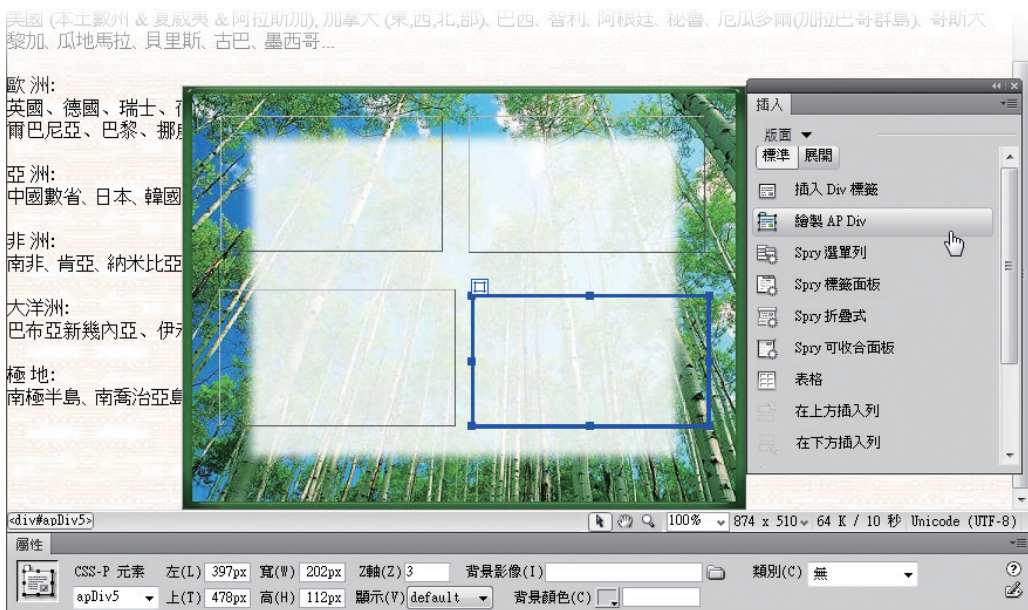 美國 (本土數州 & 夏威夷 & 阿拉斯加), 加拿大 (東,西,北,部)、巴西、智利、阿根廷、秘魯、厄瓜多爾(加拉巴哥群島)、哥斯大
黎加、瓜地馬拉、貝里斯、古巴、墨西哥...
歐 洲:
英國、德國、瑞士、
爾巴尼亞、巴黎、挪
亞 洲:
中國數省、日本、韓國
非 洲:
南非、肯亞、納米比亞
大洋洲:
巴布亞新幾內亞、伊
極 地:
南極半島、南喬治亞島
插入
版面
標準 展開
插入 Div 標籤
繪製 AP Div
Spry 選單列
Spry 標籤面板
Spry 折疊式
Spry 可收合面板
表格
在上方插入列
在下方插入列
<div#apDiv5> 100% 874 x 510 64 K / 10 秒 Unicode (UTF-8)
屬性
CSS-P 元素 左(L) 397px 寬(W) 202px Z軸(Z) 3 背景影像(I) 類別(C) 無
apDiv5 上(T) 478px 高(H) 112px 顯示(V) default 背景顏色(C)